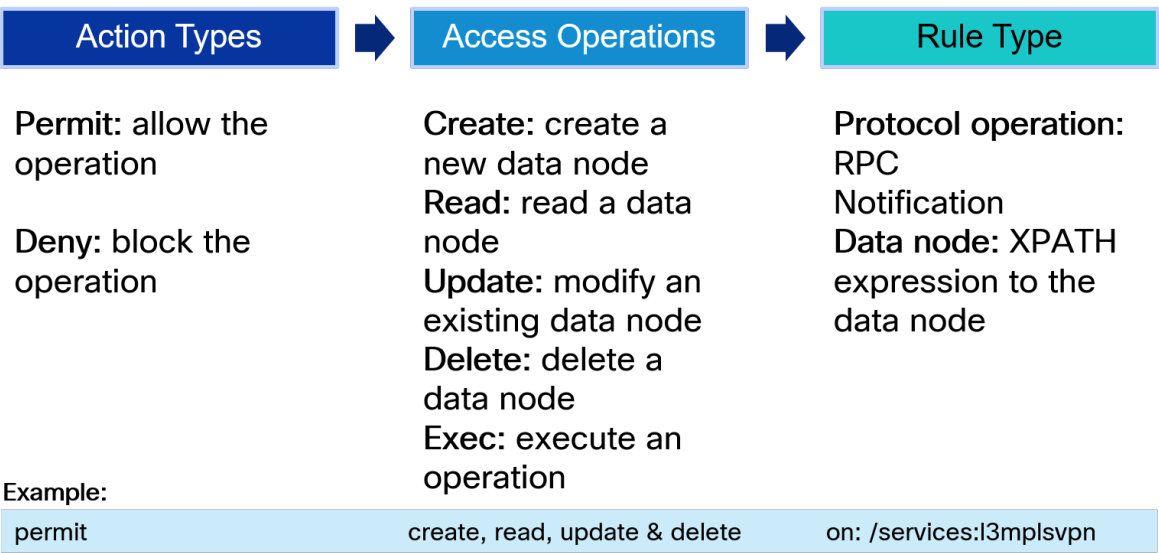 Action Types
Access Operations
Rule Type
Permit: allow the
operation
Deny: block the
operation
Create: create a
new data node
Read: read a data
node
Update: modify an
existing data node
Delete: delete a
data node
Exec: execute an
operation
Protocol operation:
RPC
Notification
Data node: XPATH
expression to the
data node
Example:
permit create, read, update & delete on: /services:l3mplsvpn